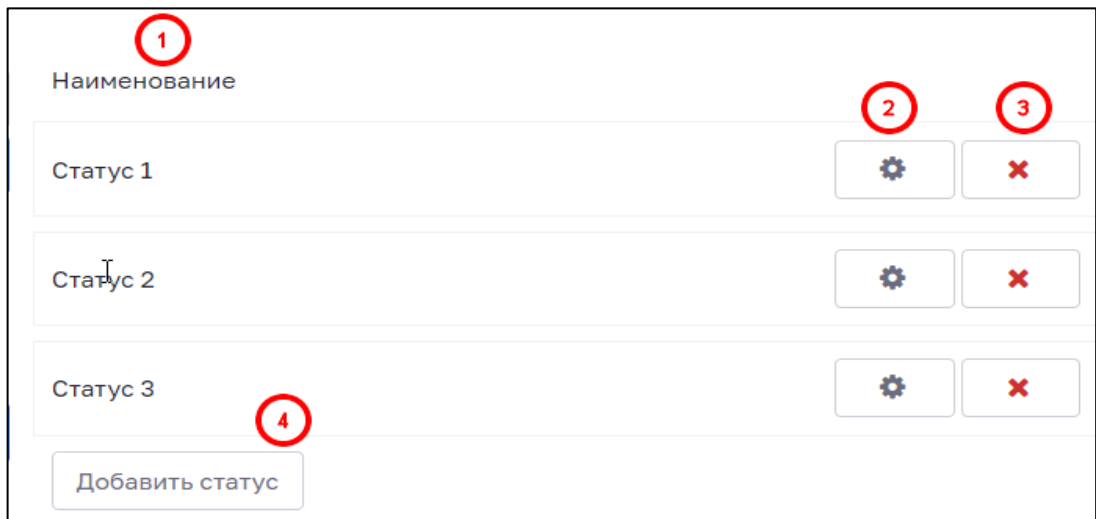 1
Наименование
2 3
Статус 1
Статус 2
Статус 3
4
Добавить статус